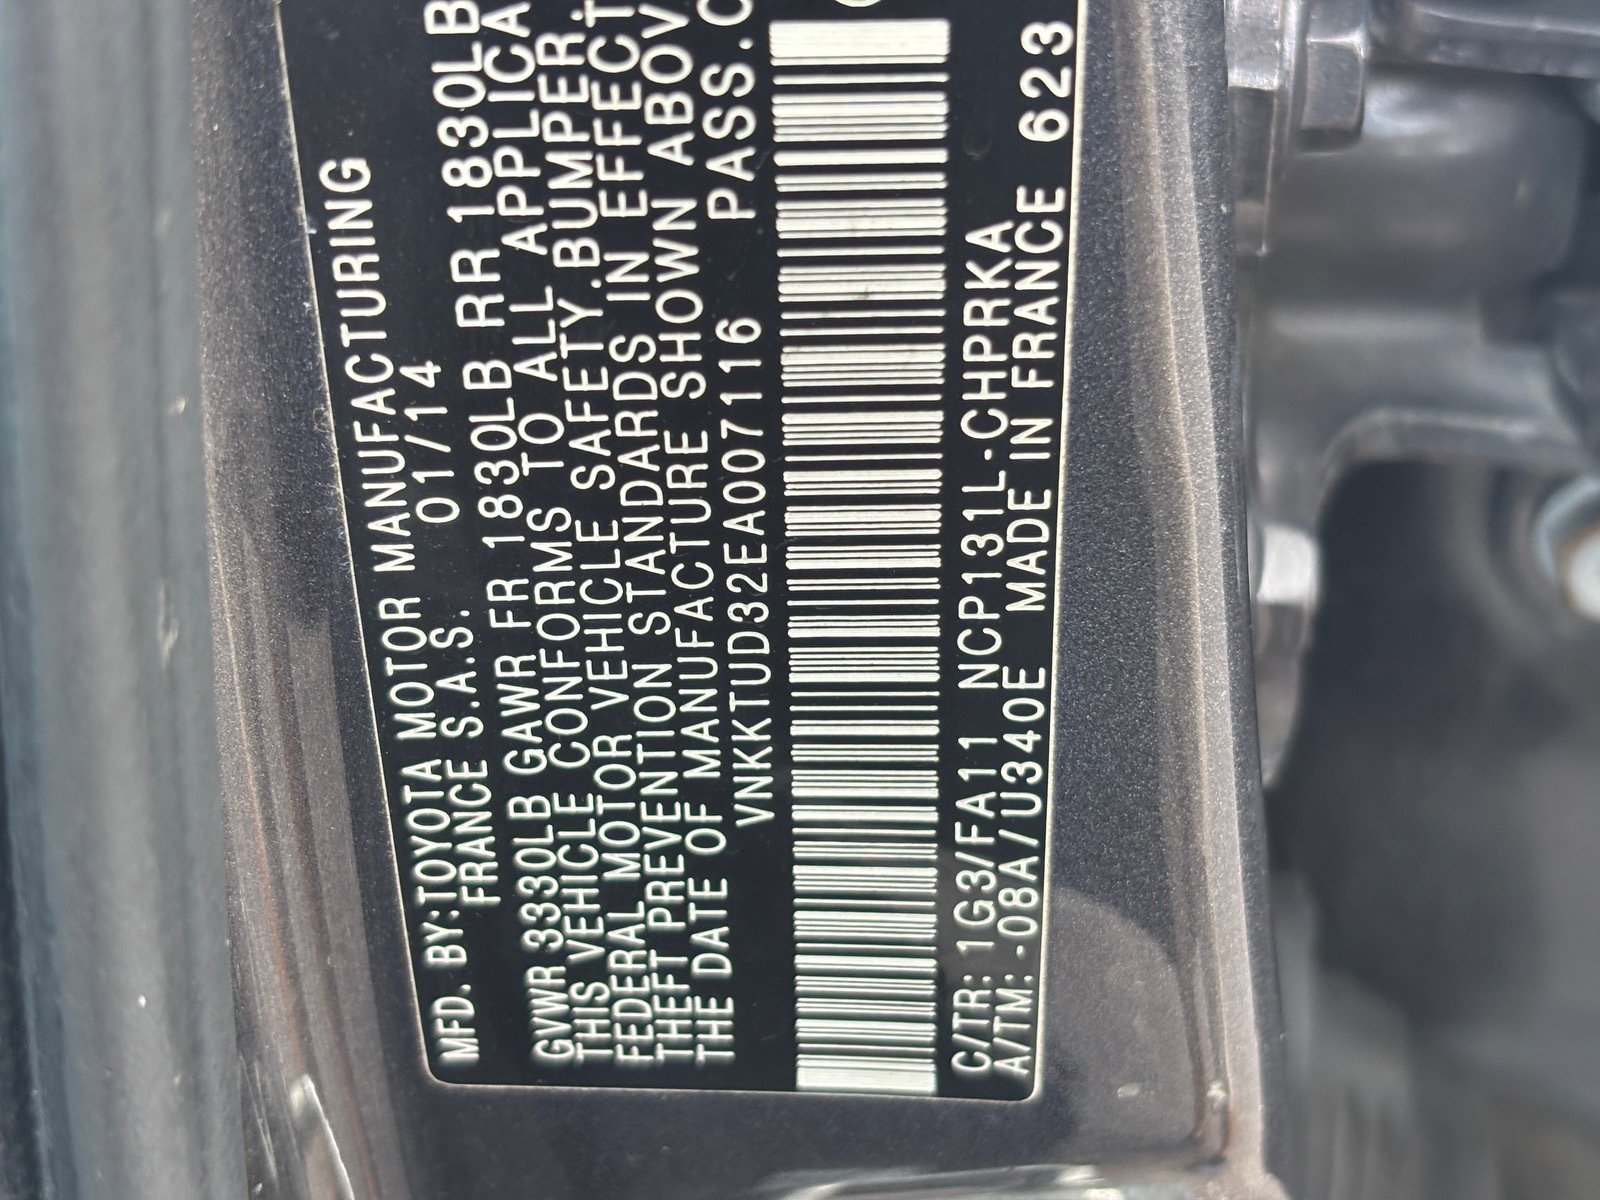 MFD. BY:TOYOTA MOTOR MANUFACTURING
FRANCE S.A.S. 01/14
GVWR 3330LB GAWR FR 1830LB RR 1830LB
THIS VEHICLE CONFORMS TO ALL APPLICA
FEDERAL MOTOR VEHICLE SAFETY.BUMPER.
THEFT PREVENTION STANDARDS IN EFFECT
THE DATE OF MANUFACTURE SHOWN ABOV
VNKKTUD32EA007116 PASS.C
C/TR: 1G3/FA11 NCP131L-CHPRKA
A/TM: -08A/U340E MADE IN FRANCE 623